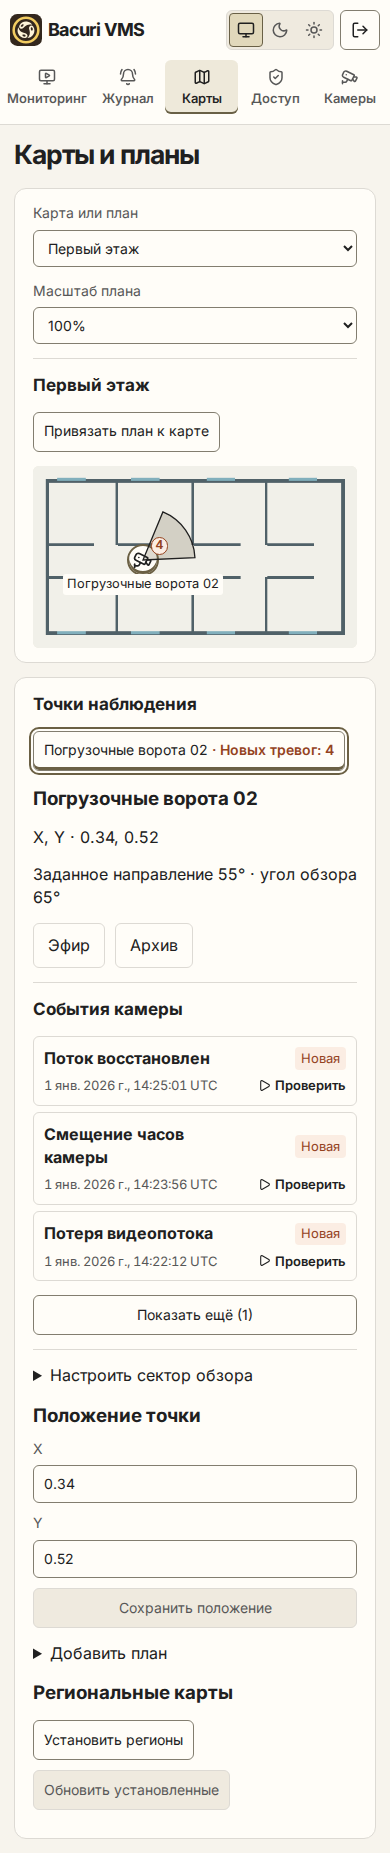 Bacuri VMS
Мониторинг Журнал Карты Доступ Камеры
Карты и планы
Карта или план
Первый этаж
Масштаб плана
100%
Первый этаж
Привязать план к карте
4
Погрузочные ворота 02
Точки наблюдения
Погрузочные ворота 02 · Новых тревог: 4
Погрузочные ворота 02
X, Y · 0.34, 0.52
Заданное направление 55° · угол обзора
65°
Эфир Архив
События камеры
Поток восстановлен Новая
1 янв. 2026 г., 14:25:01 UTC Проверить
Смещение часов
камеры Новая
1 янв. 2026 г., 14:23:56 UTC Проверить
Потеря видеопотока Новая
1 янв. 2026 г., 14:22:12 UTC Проверить
Показать ещё (1)
Настроить сектор обзора
Положение точки
X
0.34
Y
0.52
Сохранить положение
Добавить план
Региональные карты
Установить регионы
Обновить установленные